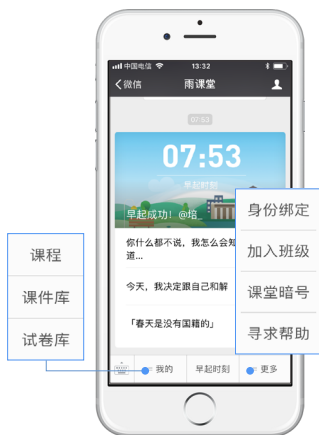 中国电信
13:32
微信
雨课堂
07:53
07:53
早起时刻
早起成功！@培_
你什么都不说，我怎么会知
道...
今天，我决定跟自己和解
「春天是没有国籍的」
我的
早起时刻
更多
课程
课件库
试卷库
身份绑定
加入班级
课堂暗号
寻求帮助